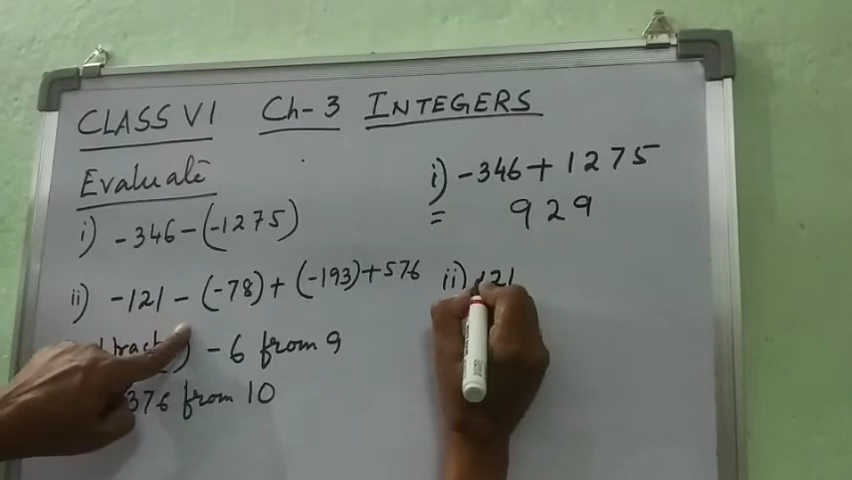 CLASS VI Ch-3 INTEGERS
Evaluate
i) -346-(-1275)
ii) -121 - (-78) + (-193)+576
- 6 from 9
376 from 10
i) -346+1275
= 929
ii) 121